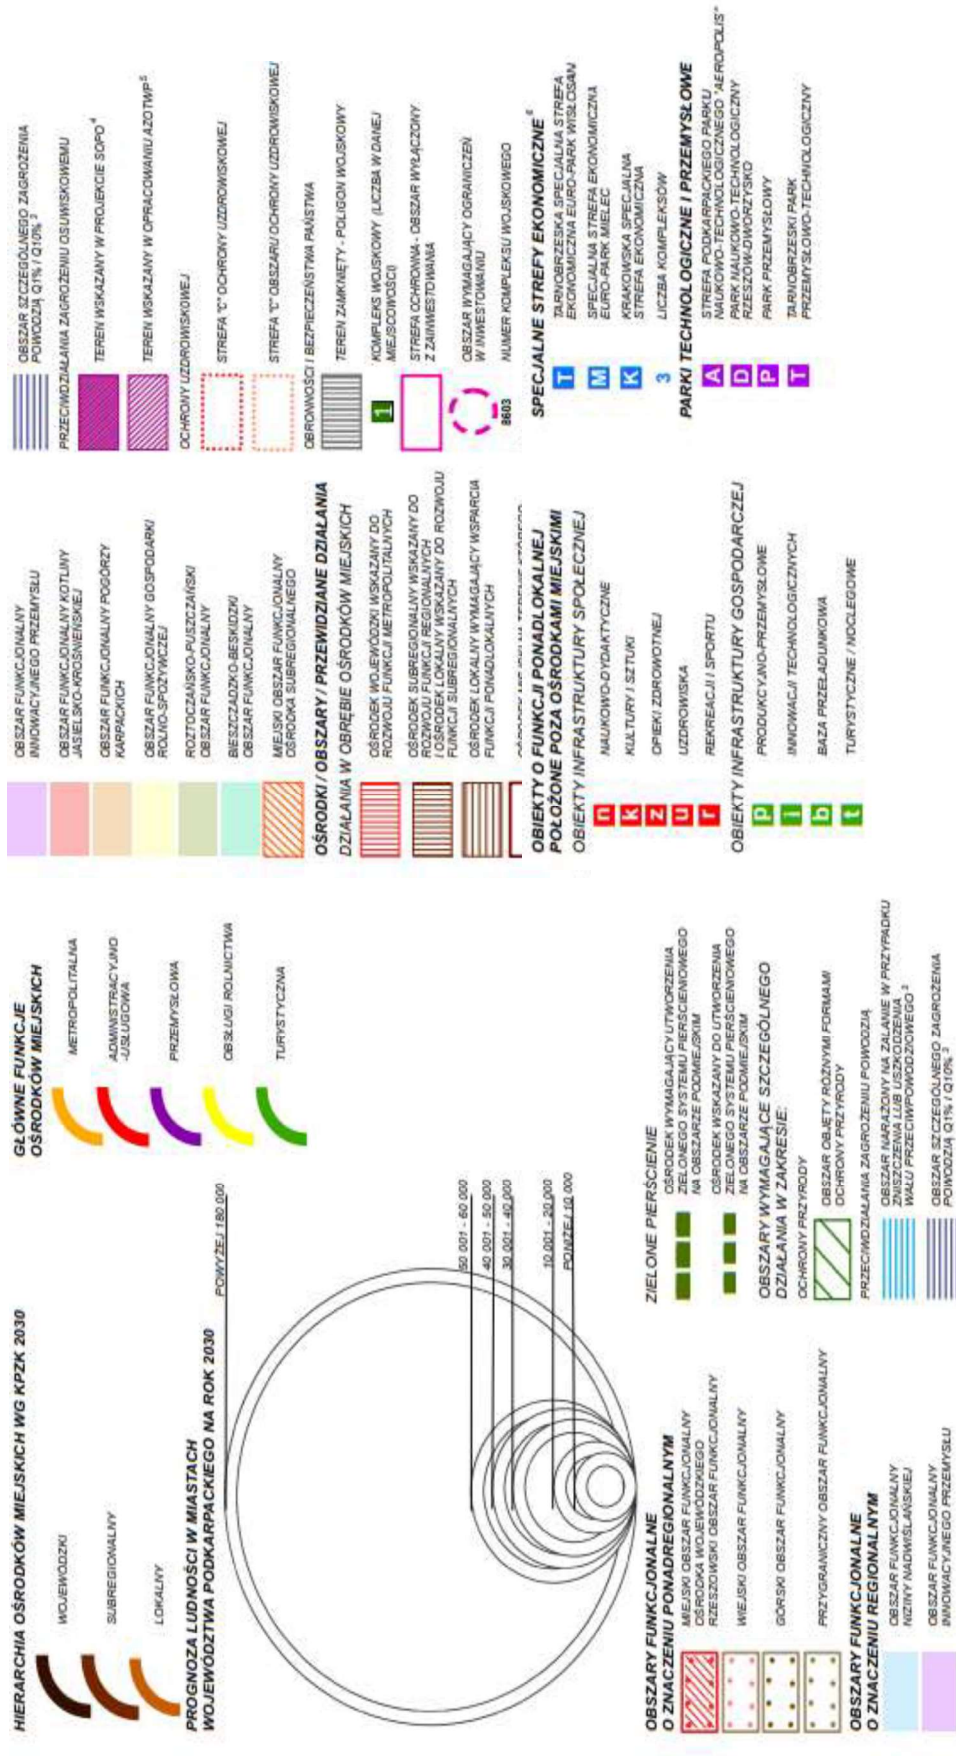 HIERARCHIA OŚRODKÓW MIEJSKICH WG KPZK 2030
WOJEWÓDZKI
SUBREGIONALNY
LOKALNY
PROGNOZA LUDNOŚCI W MIASTACH
WOJEWÓDZTWA PODKARPACKIEGO NA ROK 2030
POWYŻEJ 180 000
50 001 - 60 000
40 001 - 50 000
30 001 - 40 000
10 001 - 20 000
PONIŻEJ 10 000
GŁÓWNE FUNKCJE
OŚRODKÓW MIEJSKICH
METROPOLITALNA
ADMINISTRACYJNO
-USŁUGOWA
PRZEMYSŁOWA
OBSŁUGI ROLNICTWA
TURYSTYCZNA
OBSZARY FUNKCJONALNE
O ZNACZENIU PONADREGIONALNYM
MIEJSKI OBSZAR FUNKCJONALNY
OŚRODKA WOJEWÓDZKIEGO
RZESZOWSKI OBSZAR FUNKCJONALNY
WIEJSKI OBSZAR FUNKCJONALNY
GÓRSKI OBSZAR FUNKCJONALNY
PRZYGRANICZNY OBSZAR FUNKCJONALNY
OBSZARY FUNKCJONALNE
O ZNACZENIU REGIONALNYM
OBSZAR FUNKCJONALNY
NIZINY NADWIŚLAŃSKIEJ
OBSZAR FUNKCJONALNY
INNOWACYJNEGO PRZEMYSŁU
ZIELONE PIERŚCIENIE
OŚRODEK WYMAGAJĄCY UTWORZENIA
ZIELONEGO SYSTEMU PIERŚCIENIOWEGO
NA OBSZARZE PODMIEJSKIM
OŚRODEK WSKAZANY DO UTWORZENIA
ZIELONEGO SYSTEMU PIERŚCIENIOWEGO
NA OBSZARZE PODMIEJSKIM
OBSZARY WYMAGAJĄCE SZCZEGÓLNEGO
DZIAŁANIA W ZAKRESIE:
OCHRONY PRZYRODY
OBSZAR OBJĘTY RÓŻNYMI FORMAMI
OCHRONY PRZYRODY
PRZECIWDZIAŁANIA ZAGROŻENIU POWODZIĄ
OBSZAR NARAŻONY NA ZALANIE W PRZYPADKU
ZNISZCZENIA LUB USZKODZENIA
WAŁU PRZECIWPOWODZIOWEGO 3
OBSZAR SZCZEGÓLNEGO ZAGROŻENIA
POWODZIĄ Q1% I Q10% 3
OBSZAR FUNKCJONALNY
INNOWACYJNEGO PRZEMYSŁU
OBSZAR FUNKCJONALNY KOTLINY
JASIELSKO-KROŚNIEŃSKIEJ
OBSZAR FUNKCJONALNY POGÓRZY
KARPACKICH
OBSZAR FUNKCJONALNY GOSPODARKI
ROLNO-SPOŻYWCZEJ
ROZTOCZAŃSKO-PUSZCZAŃSKI
OBSZAR FUNKCJONALNY
BIESZCZADZKO-BESKIDZKI
OBSZAR FUNKCJONALNY
MIEJSKI OBSZAR FUNKCJONALNY
OŚRODKA SUBREGIONALNEGO
OŚRODKI / OBSZARY / PRZEWIDZIANE DZIAŁANIA
DZIAŁANIA W OBRĘBIE OŚRODKÓW MIEJSKICH
OŚRODEK WOJEWÓDZKI WSKAZANY DO
ROZWOJU FUNKCJI METROPOLITALNYCH
OŚRODEK SUBREGIONALNY WSKAZANY DO
ROZWOJU FUNKCJI REGIONALNYCH
I OŚRODEK LOKALNY WSKAZANY DO ROZWOJU
FUNKCJI SUBREGIONALNYCH
OŚRODEK LOKALNY WYMAGAJĄCY WSPARCIA
FUNKCJI PONADLOKALNYCH
OBIEKTY O FUNKCJI PONADLOKALNEJ
POŁOŻONE POZA OŚRODKAMI MIEJSKIMI
OBIEKTY INFRASTRUKTURY SPOŁECZNEJ
n NAUKOWO-DYDAKTYCZNE
k KULTURY I SZTUKI
z OPIEKI ZDROWOTNEJ
u UZDROWISKA
r REKREACJI I SPORTU
OBIEKTY INFRASTRUKTURY GOSPODARCZEJ
p PRODUKCYJNO-PRZEMYSŁOWE
i INNOWACJI TECHNOLOGICZNYCH
b BAZA PRZEŁADUNKOWA
t TURYSTYCZNE / NOCLEGOWE
OBSZAR SZCZEGÓLNEGO ZAGROŻENIA
POWODZIĄ Q1% I Q10% 3
PRZECIWDZIAŁANIA ZAGROŻENIU OSUWISKOWEMU
TEREN WSKAZANY W PROJEKCIE SOPO 4
TEREN WSKAZANY W OPRACOWANIU AZOTWP 5
OCHRONY UZDROWISKOWEJ
STREFA "C" OCHRONY UZDROWISKOWEJ
STREFA "C" OBSZARU OCHRONY UZDROWISKOWEJ
OBRONNOŚCI I BEZPIECZEŃSTWA PAŃSTWA
TEREN ZAMKNIĘTY - POLIGON WOJSKOWY
1 KOMPLEKS WOJSKOWY (LICZBA W DANEJ
MIEJSCOWOŚCI)
STREFA OCHRONNA - OBSZAR WYŁĄCZONY
Z ZAINWESTOWANIA
OBSZAR WYMAGAJĄCY OGRANICZEŃ
W INWESTOWANIU
8603 NUMER KOMPLEKSU WOJSKOWEGO
SPECJALNE STREFY EKONOMICZNE 6
T TARNOBRZESKA SPECJALNA STREFA
EKONOMICZNA EURO-PARK WISŁOSAN
M SPECJALNA STREFA EKONOMICZNA
EURO-PARK MIELEC
K KRAKOWSKA SPECJALNA
STREFA EKONOMICZNA
3 LICZBA KOMPLEKSÓW
PARKI TECHNOLOGICZNE I PRZEMYSŁOWE
A STREFA PODKARPACKIEGO PARKU
NAUKOWO-TECHNOLOGICZNEGO "AEROPOLIS"
D PARK NAUKOWO-TECHNOLOGICZNY
RZESZÓW-DWORZYSKO
P PARK PRZEMYSŁOWY
T TARNOBRZESKI PARK
PRZEMYSŁOWO-TECHNOLOGICZNY